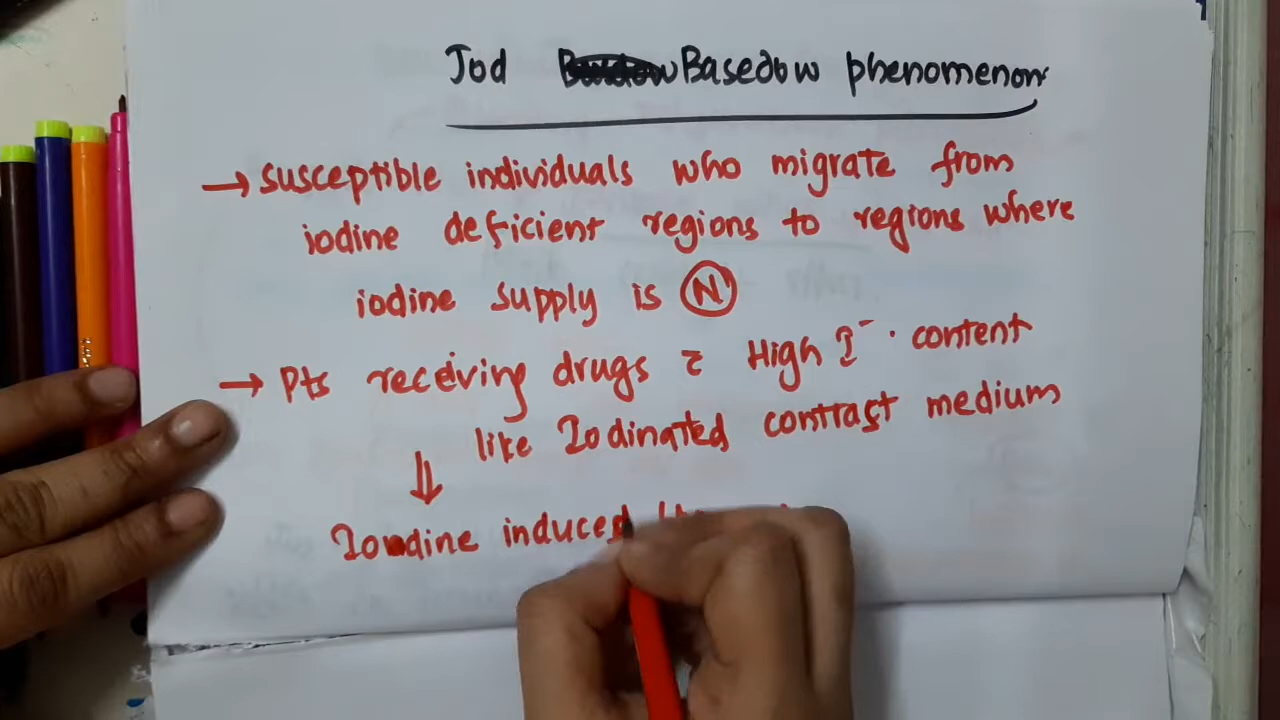 Jod Basedow phenomenon
→ susceptible individuals who migrate from
iodine deficient regions to regions where
iodine supply is N
→ Pts receiving drugs c̄ High I⁻ content
like Iodinated contrast medium
⇓
Iodine induced